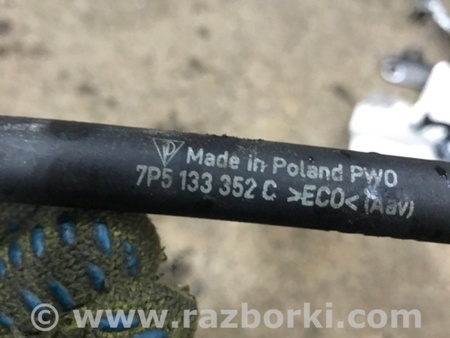 Made in Poland PWO
7P5 133 352 C >ECO< (Aav)
© www.razborki.com